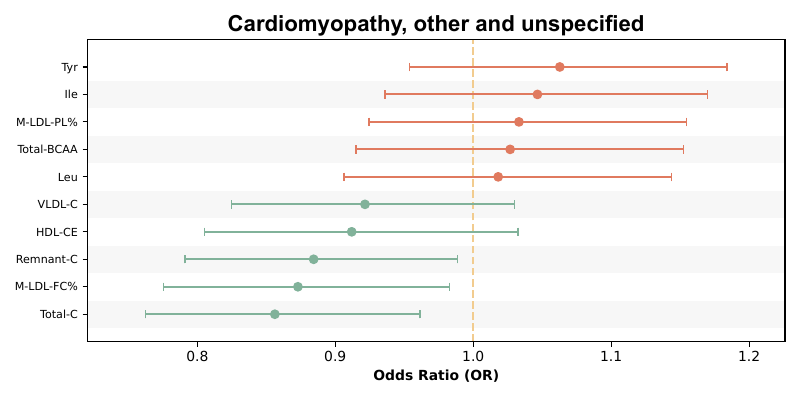 Cardiomyopathy, other and unspecified
Tyr
Ile
M-LDL-PL%
Total-BCAA
Leu
VLDL-C
HDL-CE
Remnant-C
M-LDL-FC%
Total-C
0.8 0.9 1.0 1.1 1.2
Odds Ratio (OR)